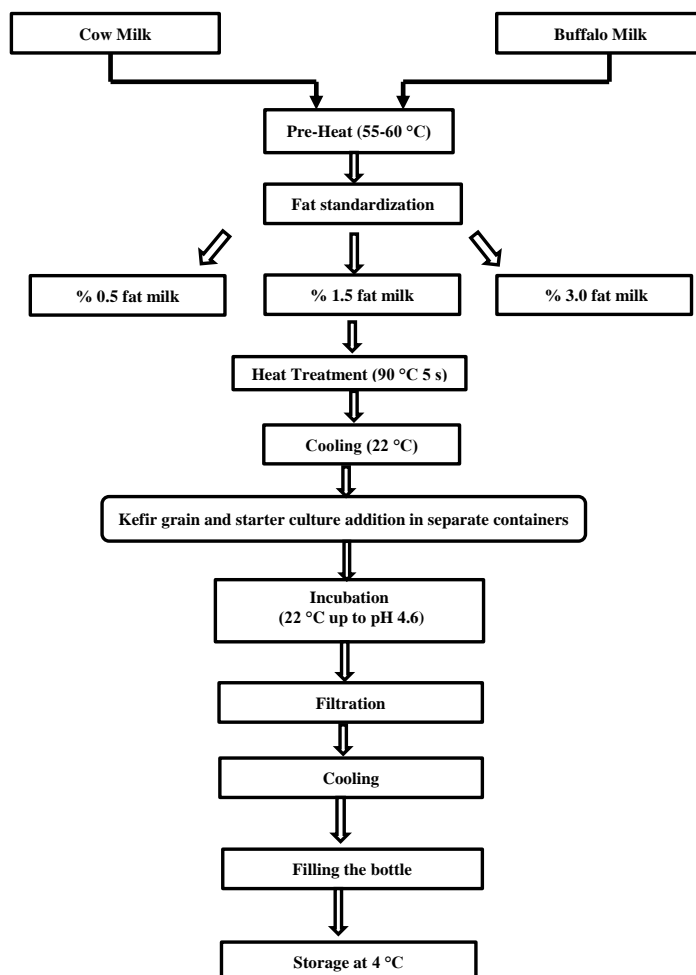 Cow Milk
Buffalo Milk
Pre-Heat (55-60 °C)
Fat standardization
% 0.5 fat milk
% 1.5 fat milk
% 3.0 fat milk
Heat Treatment (90 °C 5 s)
Cooling (22 °C)
Kefir grain and starter culture addition in separate containers
Incubation
(22 °C up to pH 4.6)
Filtration
Cooling
Filling the bottle
Storage at 4 °C